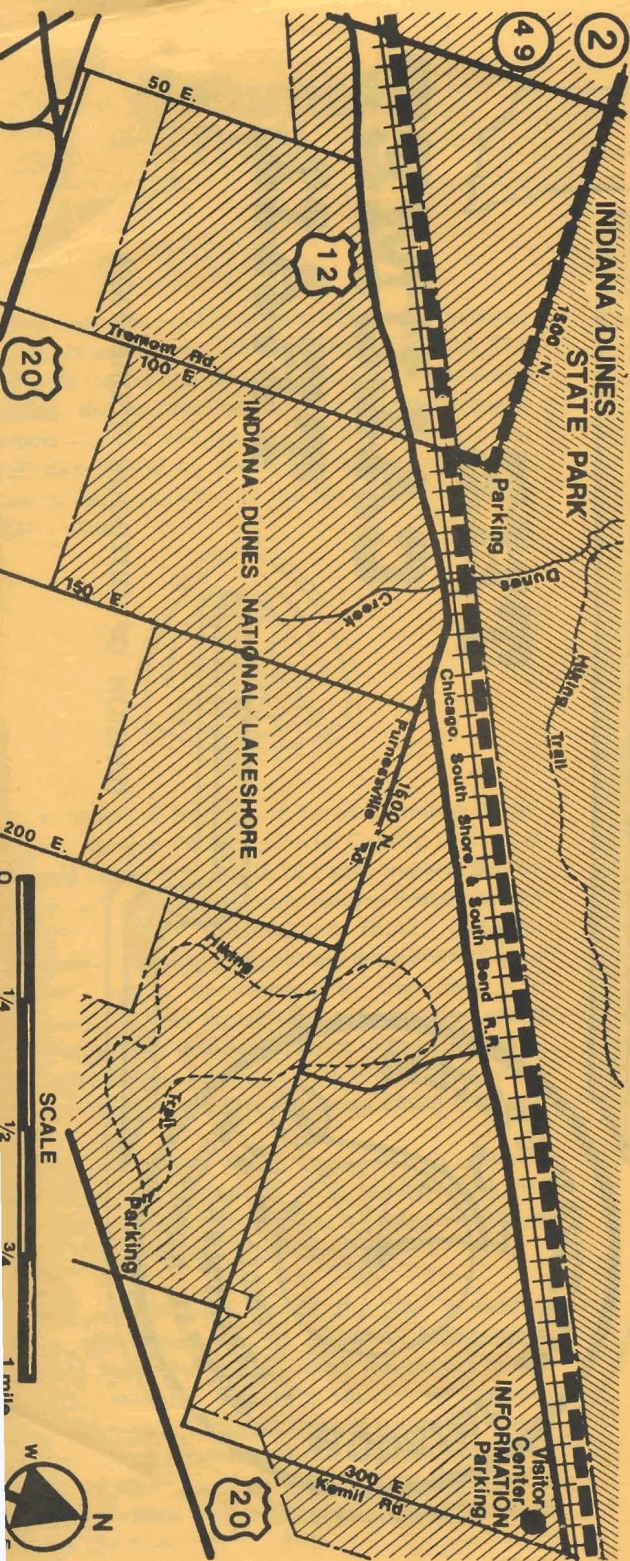 2
49
INDIANA DUNES
STATE PARK
1500 N.
50 E.
12
20
Tremont Rd.
100 E.
Parking
Dunes
Creek
Hiking
Trail
INDIANA DUNES NATIONAL LAKESHORE
150 E.
Chicago, South Shore, & South Bend R.R.
1600 N.
Furnessville Rd.
200 E.
Hiking
Trail
Parking
Visitor
Center
INFORMATION
Parking
300 E.
Kemil Rd.
20
0
1/4
1/2
3/4
1 mile
SCALE
W
N